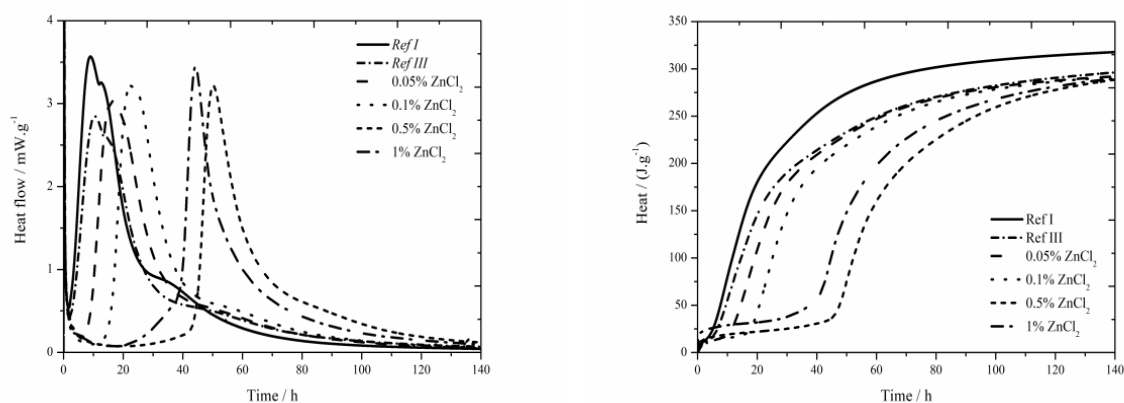 4
3
2
1
0
0
20
40
60
80
100
120
140
Heat flow / mW.g⁻¹
Time / h
Ref I
Ref III
0.05% ZnCl₂
0.1% ZnCl₂
0.5% ZnCl₂
1% ZnCl₂
350
300
250
200
150
100
50
0
0
20
40
60
80
100
120
140
Heat / (J.g⁻¹)
Time / h
Ref I
Ref III
0.05% ZnCl₂
0.1% ZnCl₂
0.5% ZnCl₂
1% ZnCl₂